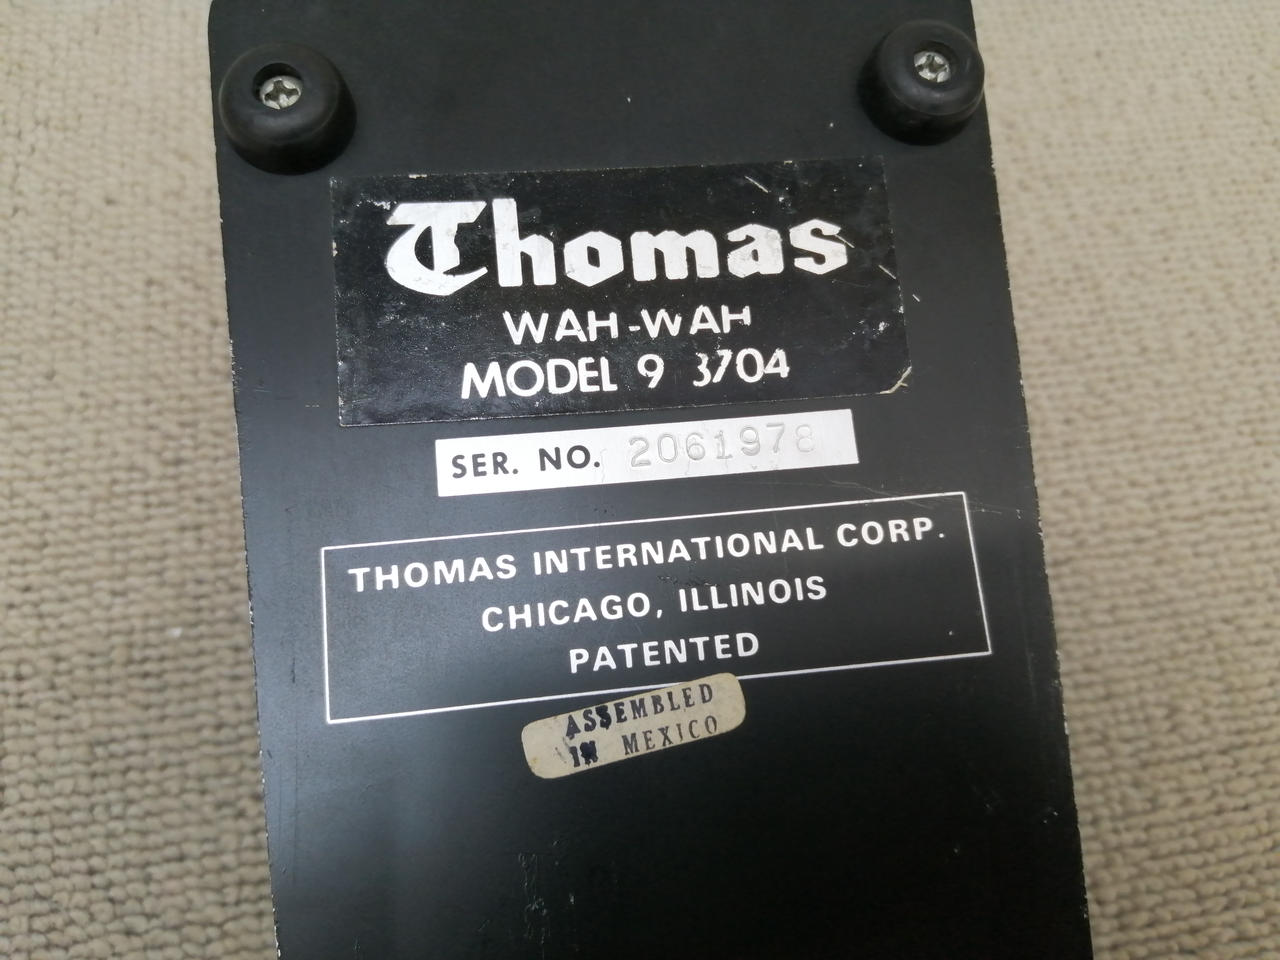 Thomas
WAH-WAH
MODEL 9 3704
SER. NO. 2061978
THOMAS INTERNATIONAL CORP.
CHICAGO, ILLINOIS
PATENTED
ASSEMBLED
IN MEXICO